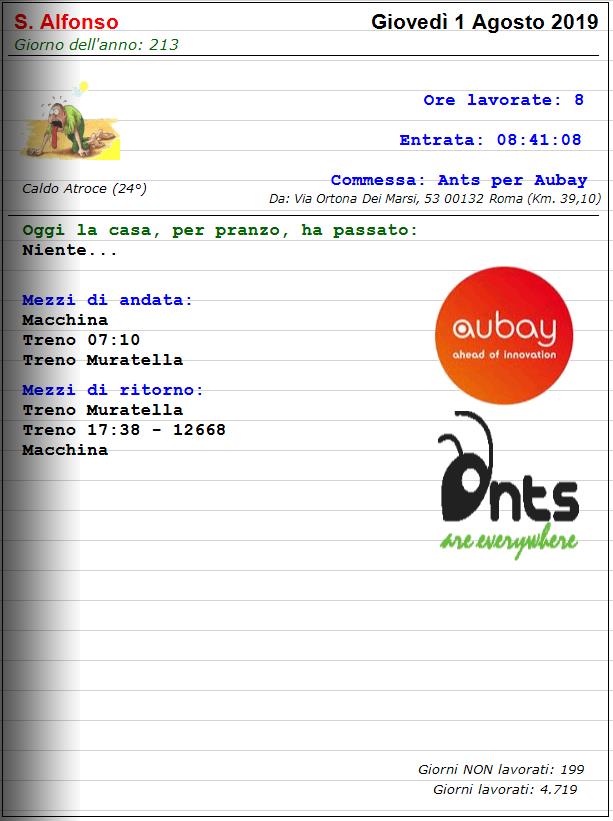 S. Alfonso
Giovedì 1 Agosto 2019
Giorno dell'anno: 213
Ore lavorate: 8
Entrata: 08:41:08
Commessa: Ants per Aubay
Caldo Atroce (24°)
Da: Via Ortona Dei Marsi, 53 00132 Roma (Km. 39,10)
Oggi la casa, per pranzo, ha passato:
Niente...
Mezzi di andata:
Macchina
Treno 07:10
Treno Muratella
Mezzi di ritorno:
Treno Muratella
Treno 17:38 - 12668
Macchina
aubay
ahead of innovation
ants
are everywhere
Giorni NON lavorati: 199
Giorni lavorati: 4.719